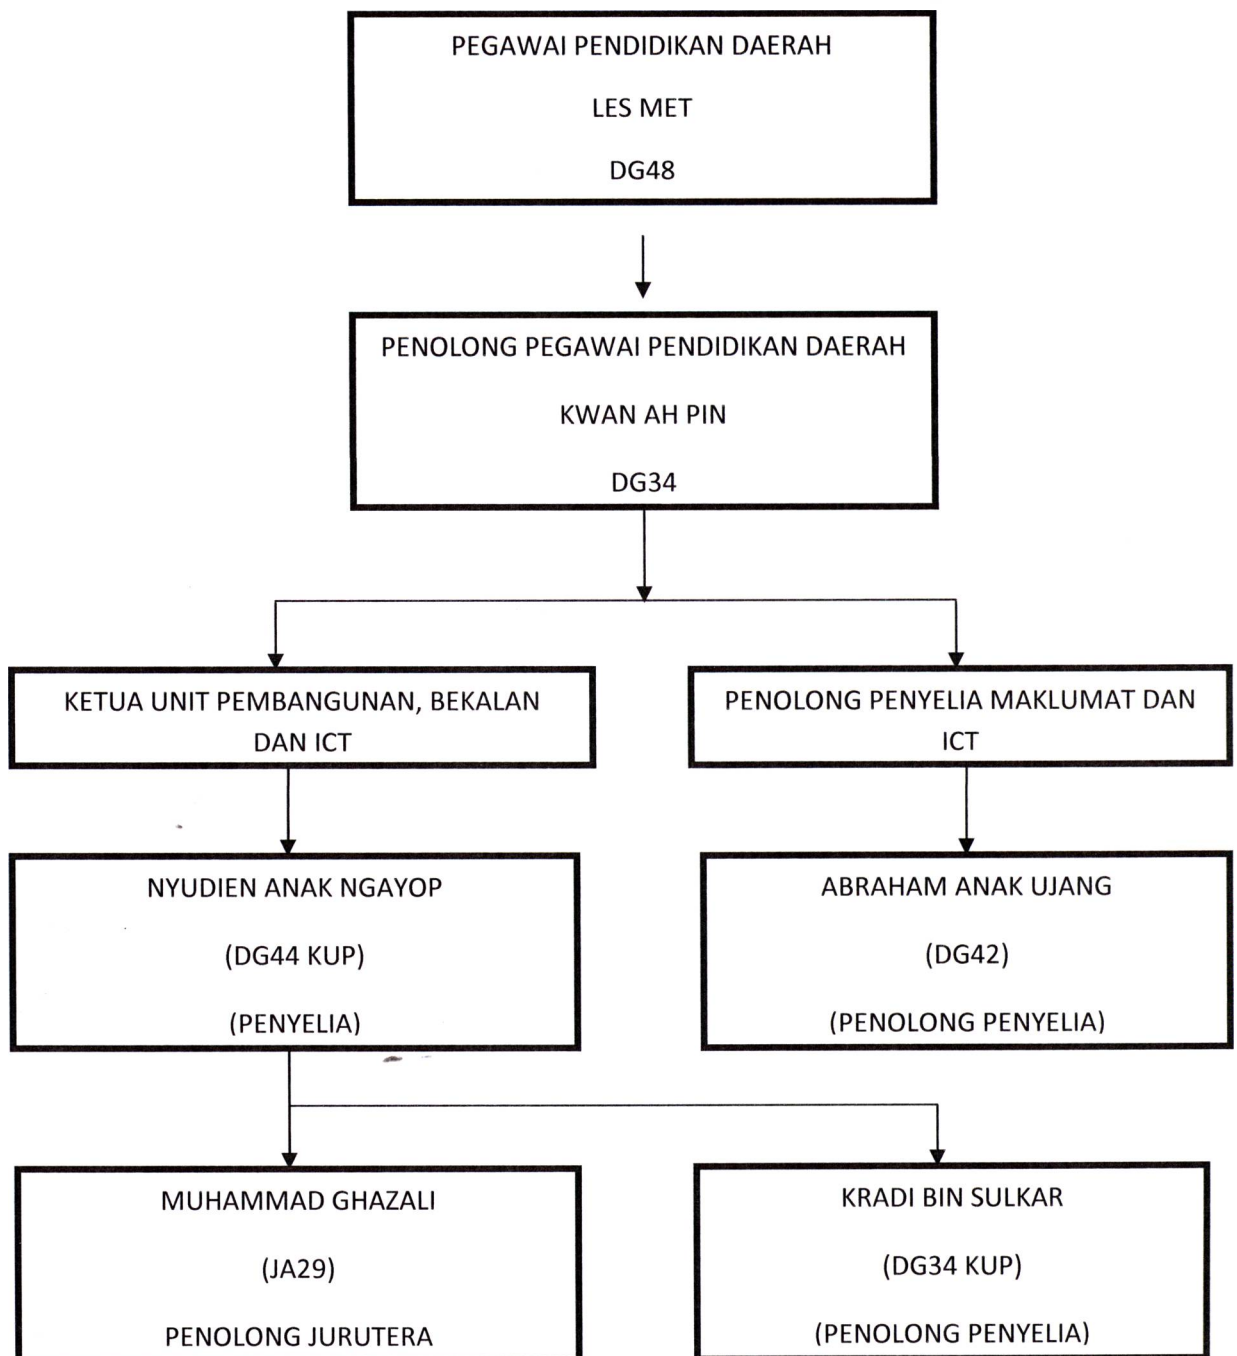 PEGAWAI PENDIDIKAN DAERAH
LES MET
DG48
PENOLONG PEGAWAI PENDIDIKAN DAERAH
KWAN AH PIN
DG34
KETUA UNIT PEMBANGUNAN, BEKALAN
DAN ICT
PENOLONG PENYELIA MAKLUMAT DAN
ICT
NYUDIEN ANAK NGAYOP
(DG44 KUP)
(PENYELIA)
ABRAHAM ANAK UJANG
(DG42)
(PENOLONG PENYELIA)
MUHAMMAD GHAZALI
(JA29)
PENOLONG JURUTERA
KRADI BIN SULKAR
(DG34 KUP)
(PENOLONG PENYELIA)